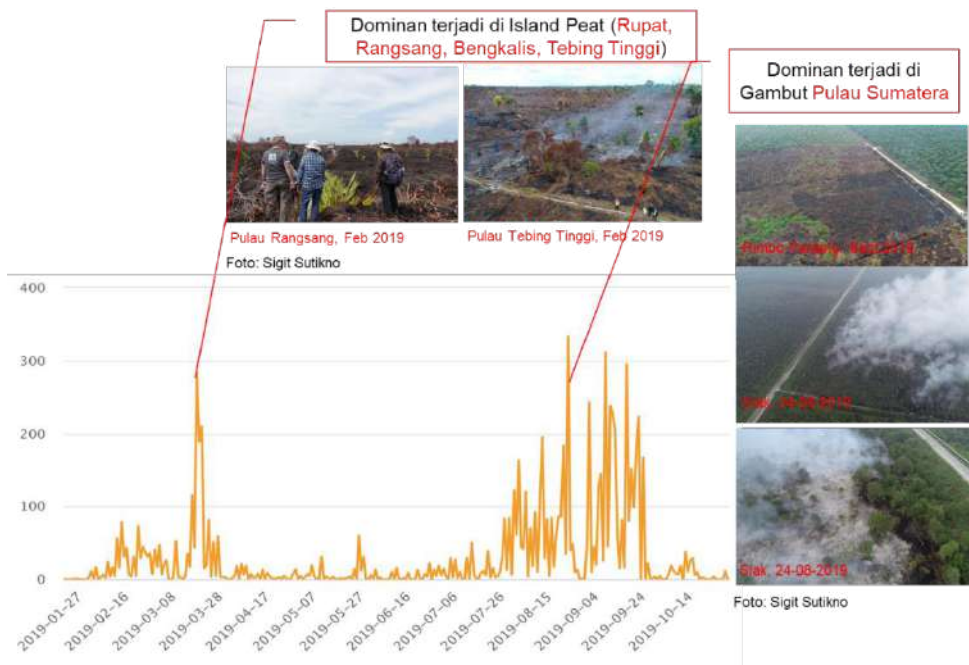 Dominan terjadi di Island Peat (Rupat,
Rangsang, Bengkalis, Tebing Tinggi)
Dominan terjadi di
Gambut Pulau Sumatera
Pulau Rangsang, Feb 2019
Pulau Tebing Tinggi, Feb 2019
Foto: Sigit Sutikno
Rimbo Panjang, 2019
Siak, 2019
Siak, 24-08-2019
Foto: Sigit Sutikno
400
300
200
100
0
2019-01-27
2019-02-16
2019-03-08
2019-03-28
2019-04-17
2019-05-07
2019-05-27
2019-06-16
2019-07-06
2019-07-26
2019-08-15
2019-09-04
2019-09-24
2019-10-14